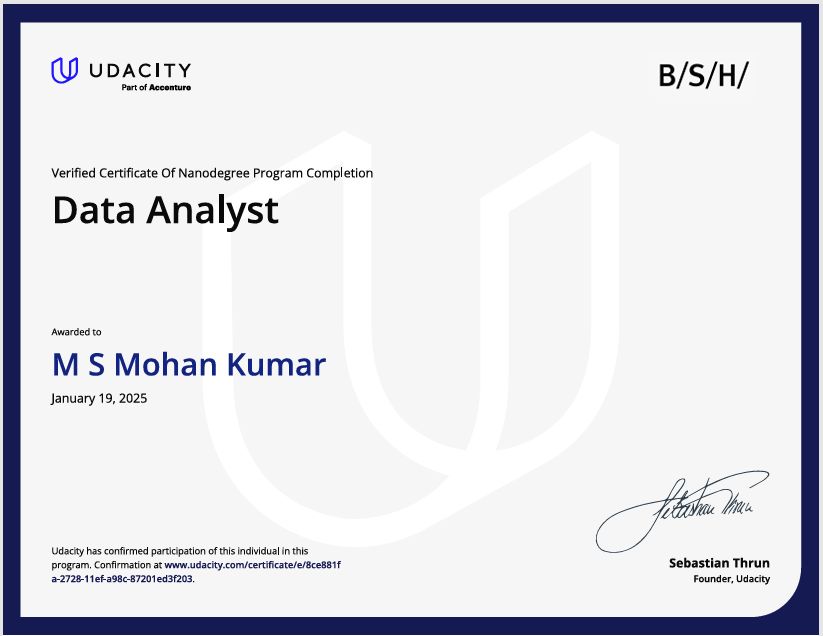 UDACITY
Part of Accenture
B/S/H/
Verified Certificate Of Nanodegree Program Completion
Data Analyst
Awarded to
M S Mohan Kumar
January 19, 2025
Sebastian Thrun
Udacity has confirmed participation of this individual in this
program. Confirmation at www.udacity.com/certificate/e/8ce881f
a-2728-11ef-a98c-87201ed3f203.
Sebastian Thrun
Founder, Udacity